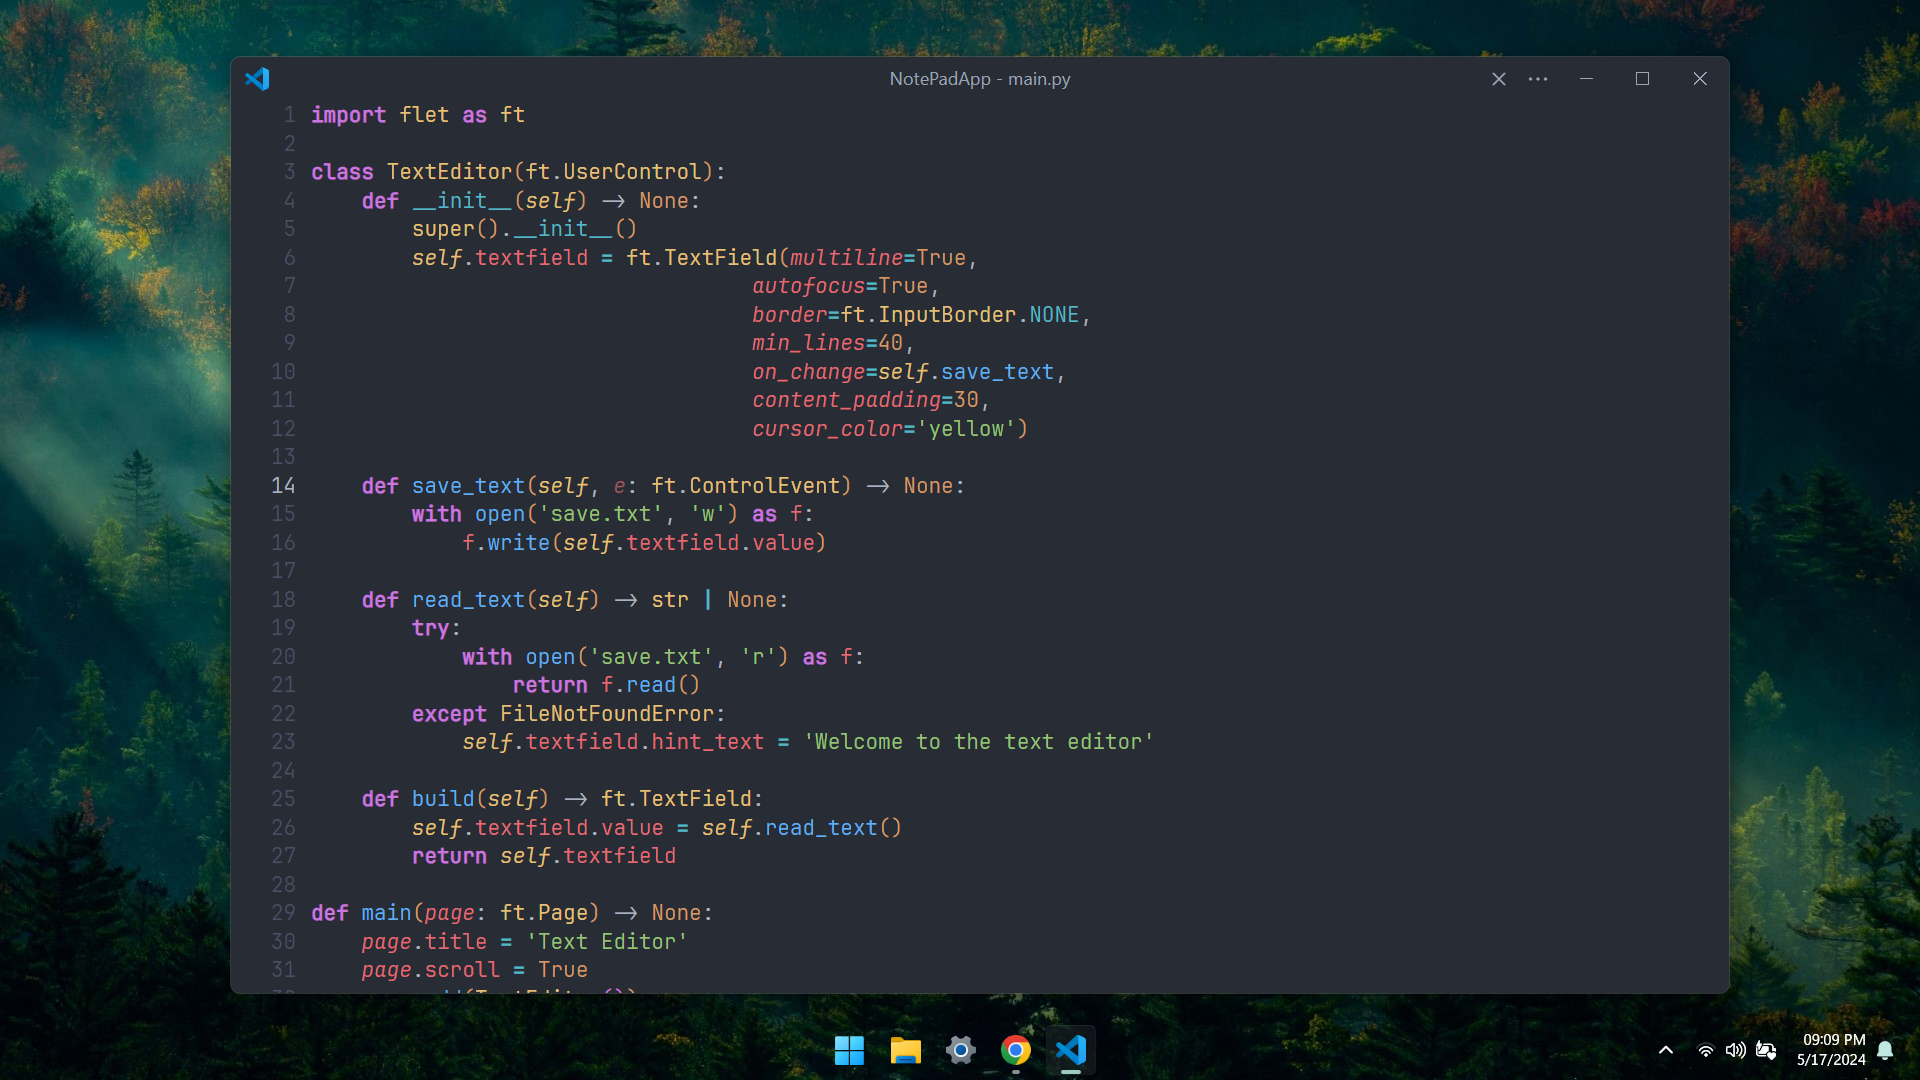 NotePadApp - main.py
1 import flet as ft
2
3 class TextEditor(ft.UserControl):
4     def __init__(self) -> None:
5         super().__init__()
6         self.textfield = ft.TextField(multiline=True,
7                                    autofocus=True,
8                                    border=ft.InputBorder.NONE,
9                                    min_lines=40,
10                                   on_change=self.save_text,
11                                   content_padding=30,
12                                   cursor_color='yellow')
13
14     def save_text(self, e: ft.ControlEvent) -> None:
15         with open('save.txt', 'w') as f:
16             f.write(self.textfield.value)
17
18     def read_text(self) -> str | None:
19         try:
20             with open('save.txt', 'r') as f:
21                 return f.read()
22         except FileNotFoundError:
23             self.textfield.hint_text = 'Welcome to the text editor'
24
25     def build(self) -> ft.TextField:
26         self.textfield.value = self.read_text()
27         return self.textfield
28
29 def main(page: ft.Page) -> None:
30     page.title = 'Text Editor'
31     page.scroll = True
09:09 PM
5/17/2024